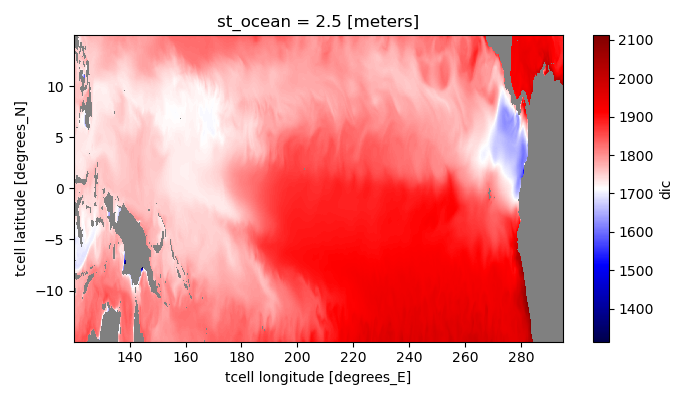 st_ocean = 2.5 [meters]
10
5
0
−5
−10
tcell latitude [degrees_N]
140 160 180 200 220 240 260 280
tcell longitude [degrees_E]
2100
2000
1900
1800
1700
1600
1500
1400
dic